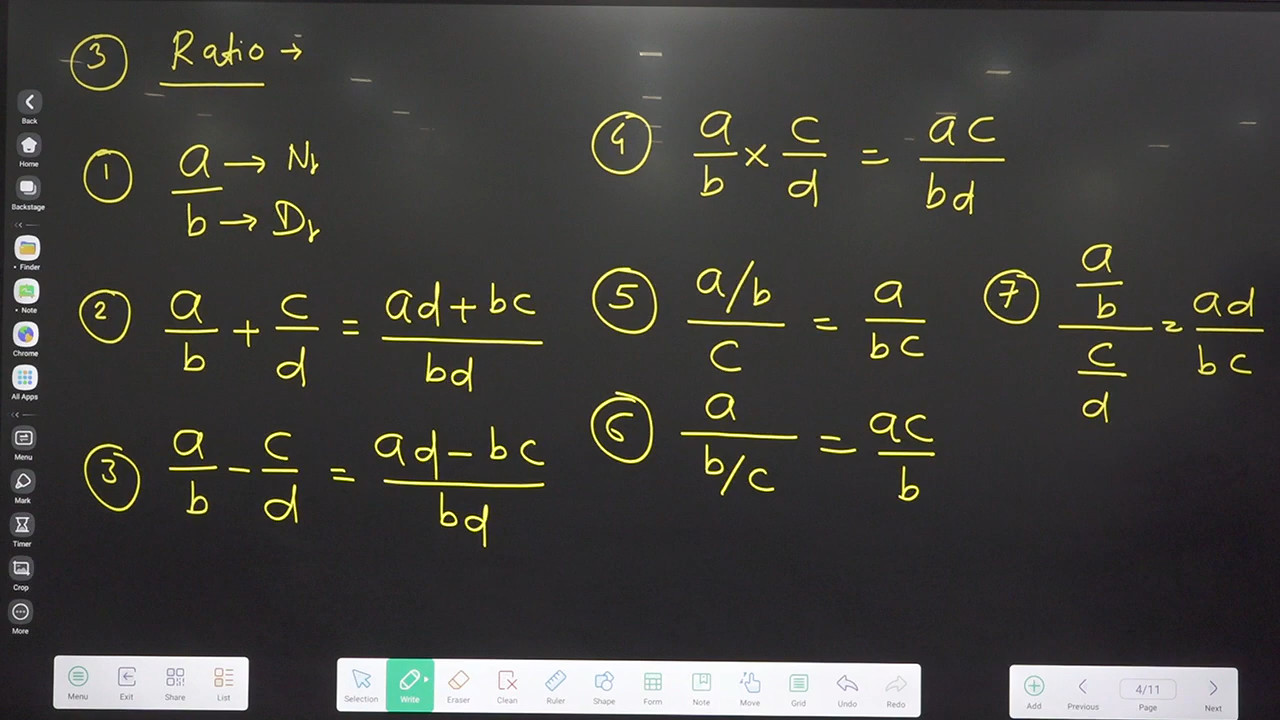 ③ Ratio →
① a/b a → Nr
b → Dr
② a/b + c/d = (ad + bc)/bd
③ a/b - c/d = (ad - bc)/bd
④ a/b × c/d = ac/bd
⑤ (a/b)/c = a/bc
⑥ a/(b/c) = ac/b
⑦ (a/b)/(c/d) = ad/bc
Back
Home
Backstage
Finder
Note
Chrome
All Apps
Menu
Mark
Timer
Crop
More
Menu Exit Share List
Selection Write Eraser Clean Ruler Shape Form Note Move Grid Undo Redo
Add Previous 4/11 Next